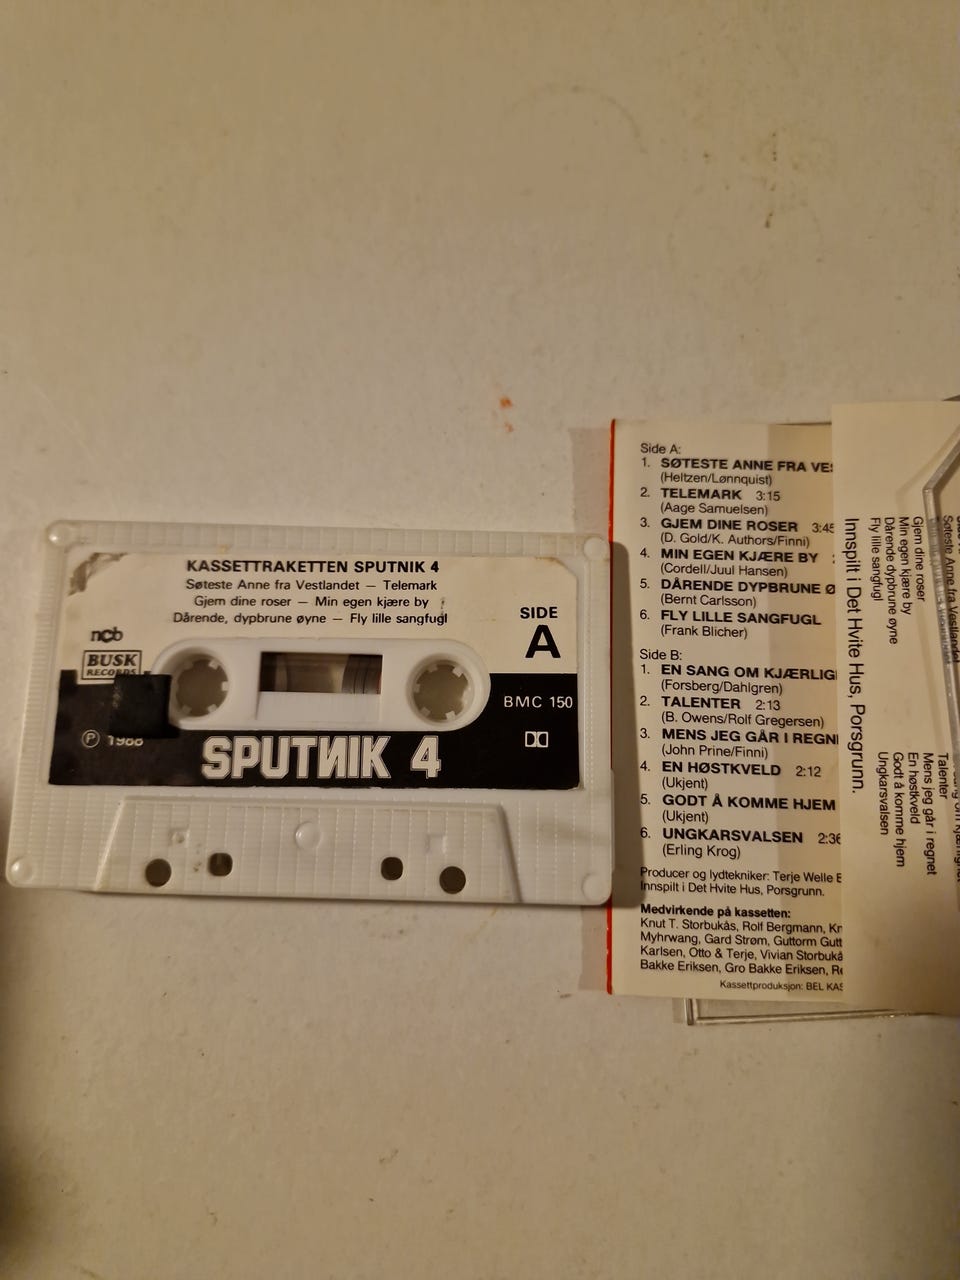 KASSETTRAKETTEN SPUTNIK 4
Søteste Anne fra Vestlandet — Telemark
Gjem dine roser — Min egen kjære by
Dårende, dypbrune øyne — Fly lille sangfugl
SIDE
A
ncb
BUSK
RECORDS
BMC 150
℗ 1988
SPUTNIK 4
Side A:
1. SØTESTE ANNE FRA
(Heltzen/Lønnquist)
2. TELEMARK 3:15
(Aage Samuelsen)
3. GJEM DINE ROSER 3:45
(D. Gold/K. Authors/Finni)
4. MIN EGEN KJÆRE BY
(Cordell/Juul Hansen)
5. DÅRENDE DYPBRUNE
(Bernt Carlsson)
6. FLY LILLE SANGFUGL
(Frank Blicher)
Side B:
1. EN SANG OM KJÆRLIG
(Forsberg/Dahlgren)
2. TALENTER 2:13
(B. Owens/Rolf Gregersen)
3. MENS JEG GÅR I REGN
(John Prine/Finni)
4. EN HØSTKVELD 2:12
(Ukjent)
5. GODT Å KOMME HJEM
(Ukjent)
6. UNGKARSVALSEN 2:36
(Erling Krog)
Producer og lydtekniker: Terje Welle
Innspilt i Det Hvite Hus, Porsgrunn.
Medvirkende på kassetten:
Knut T. Storbukås, Rolf Bergmann,
Myhrwang, Gard Strøm, Guttorm Gutt
Karlsen, Otto & Terje, Vivian Storbukå
Bakke Eriksen, Gro Bakke Eriksen,
Kassettproduksjon: BEL KAS
Søteste Anne fra Vestlandet
Gjem dine roser
Min egen kjære by
Dårende dypbrune øyne
Fly lille sangfugl
Talenter
Mens jeg går i regnet
En høstkveld
Godt å komme hjem
Ungkarsvalsen
Innspilt i Det Hvite Hus, Porsgrunn.